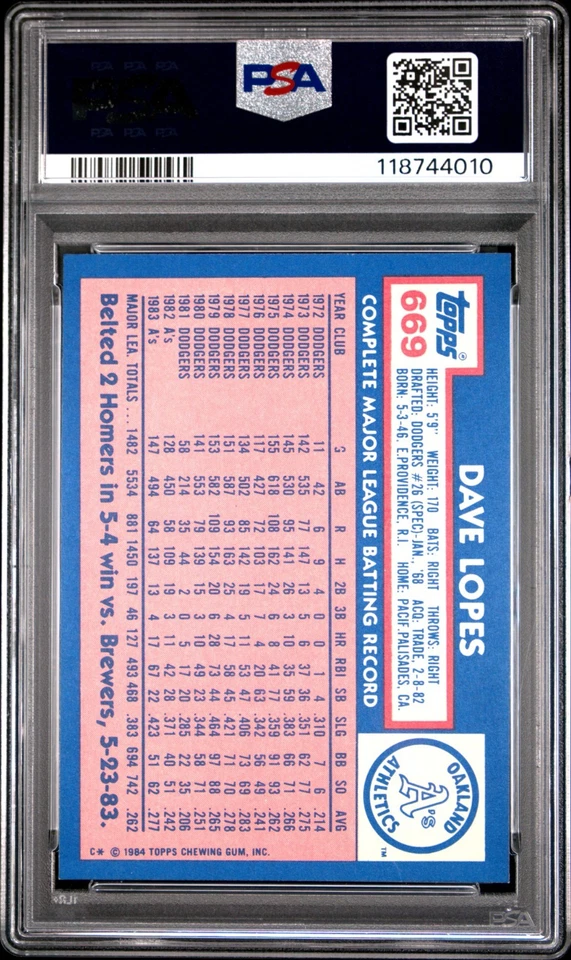 PSA
118744010
topps®
669
DAVE LOPES
HEIGHT: 5'9" WEIGHT: 170 BATS: RIGHT THROWS: RIGHT
DRAFTED: DODGERS #26 (SPEC)-JAN., '68 ACQ: TRADE, 2-8-82
BORN: 5-3-46, E. PROVIDENCE, R.I. HOME: PACIF. PALISADES, CA.
OAKLAND
A's
ATHLETICS
TM
COMPLETE MAJOR LEAGUE BATTING RECORD
YEAR CLUB G AB R H 2B 3B HR RBI SB SLG BB SO AVG
1972 DODGERS 11 42 6 9 4 0 0 1 4 .310 7 6 .214
1973 DODGERS 142 535 77 147 13 5 6 37 36 .351 62 77 .275
1974 DODGERS 145 530 95 141 26 3 10 35 59 .383 66 71 .266
1975 DODGERS 155 618 108 162 24 6 8 41 77 .359 91 93 .262
1976 DODGERS 117 427 72 103 17 7 4 20 63 .342 56 49 .241
1977 DODGERS 134 502 85 142 19 5 11 53 47 .406 73 69 .283
1978 DODGERS 151 587 93 163 25 4 17 58 45 .421 71 70 .278
1979 DODGERS 153 582 109 154 20 6 28 73 44 .464 97 88 .265
1980 DODGERS 141 553 79 139 15 3 10 49 23 .344 58 71 .251
1981 DODGERS 58 214 35 44 2 0 5 17 20 .285 22 35 .206
1982 A's 128 450 58 109 19 3 11 42 28 .371 40 51 .242
1983 A's 147 494 64 137 13 4 17 67 22 .423 51 62 .277
MAJOR LEA. TOTALS ... 1482 5534 881 1450 197 46 127 493 468 .383 694 742 .262
Belted 2 Homers in 5-4 win vs. Brewers, 5-23-83.
C* © 1984 TOPPS CHEWING GUM, INC.
PSA